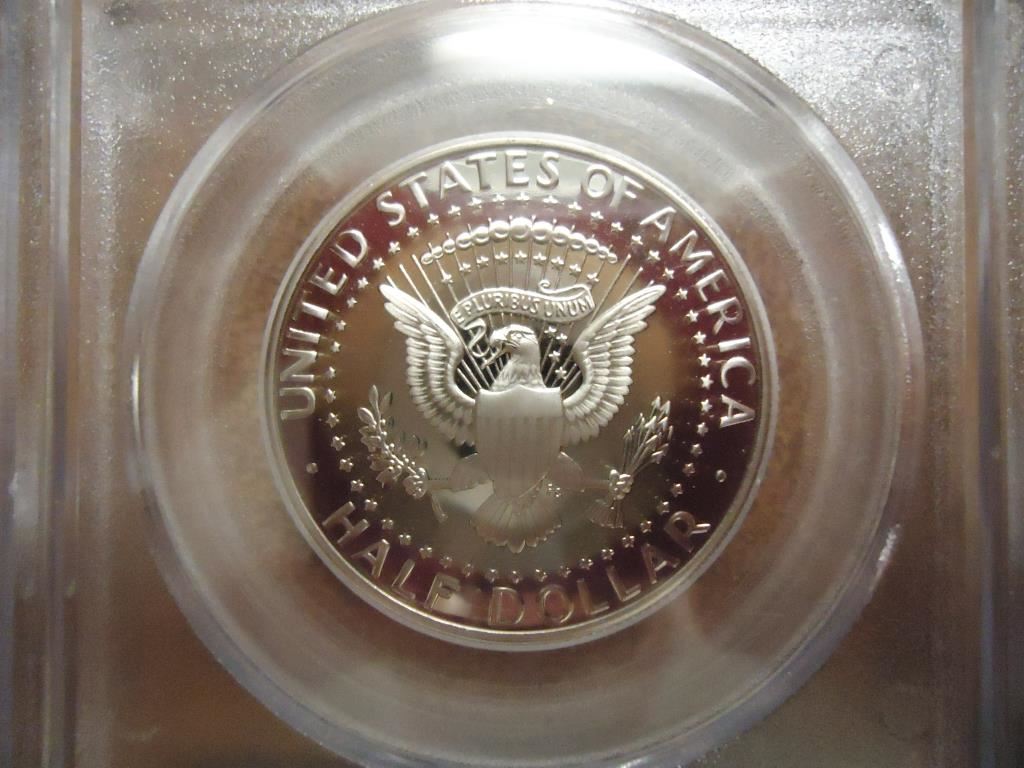 UNITED STATES OF AMERICA
E PLURIBUS UNUM
HALF DOLLAR